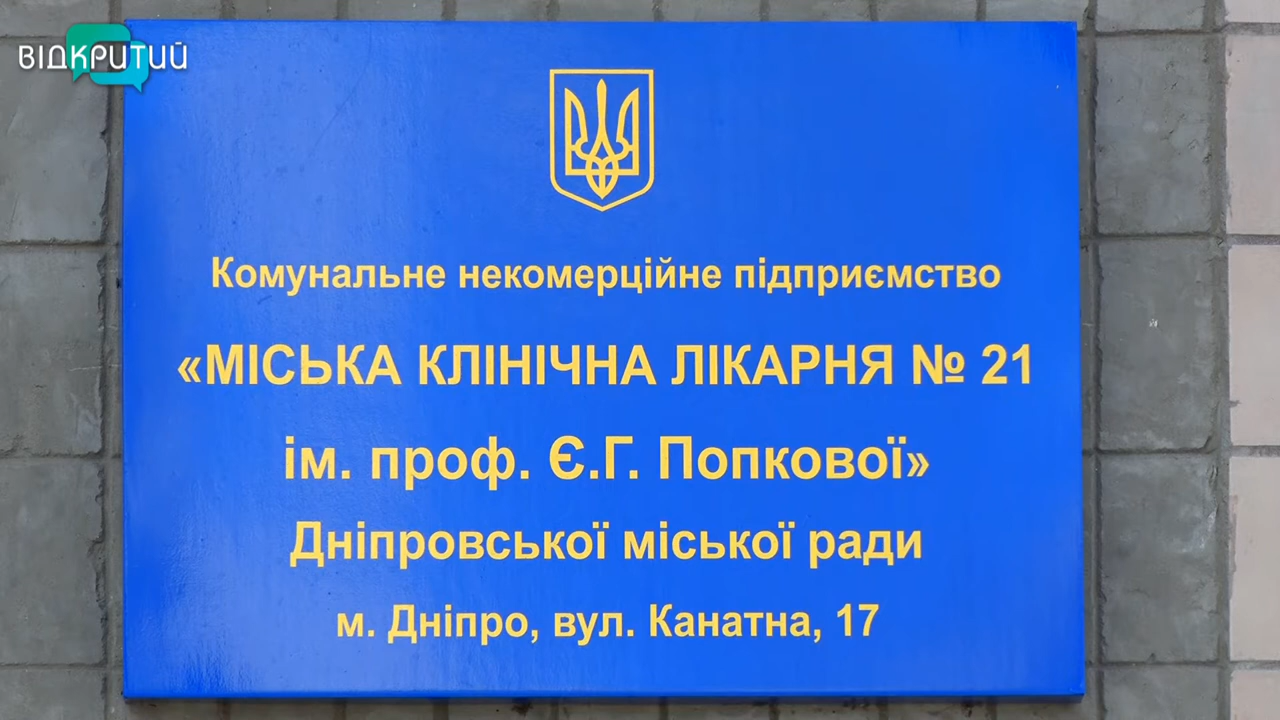 ВІДКРИТИЙ
Комунальне некомерційне підприємство
«МІСЬКА КЛІНІЧНА ЛІКАРНЯ № 21
ім. проф. Є.Г. Попкової»
Дніпровської міської ради
м. Дніпро, вул. Канатна, 17